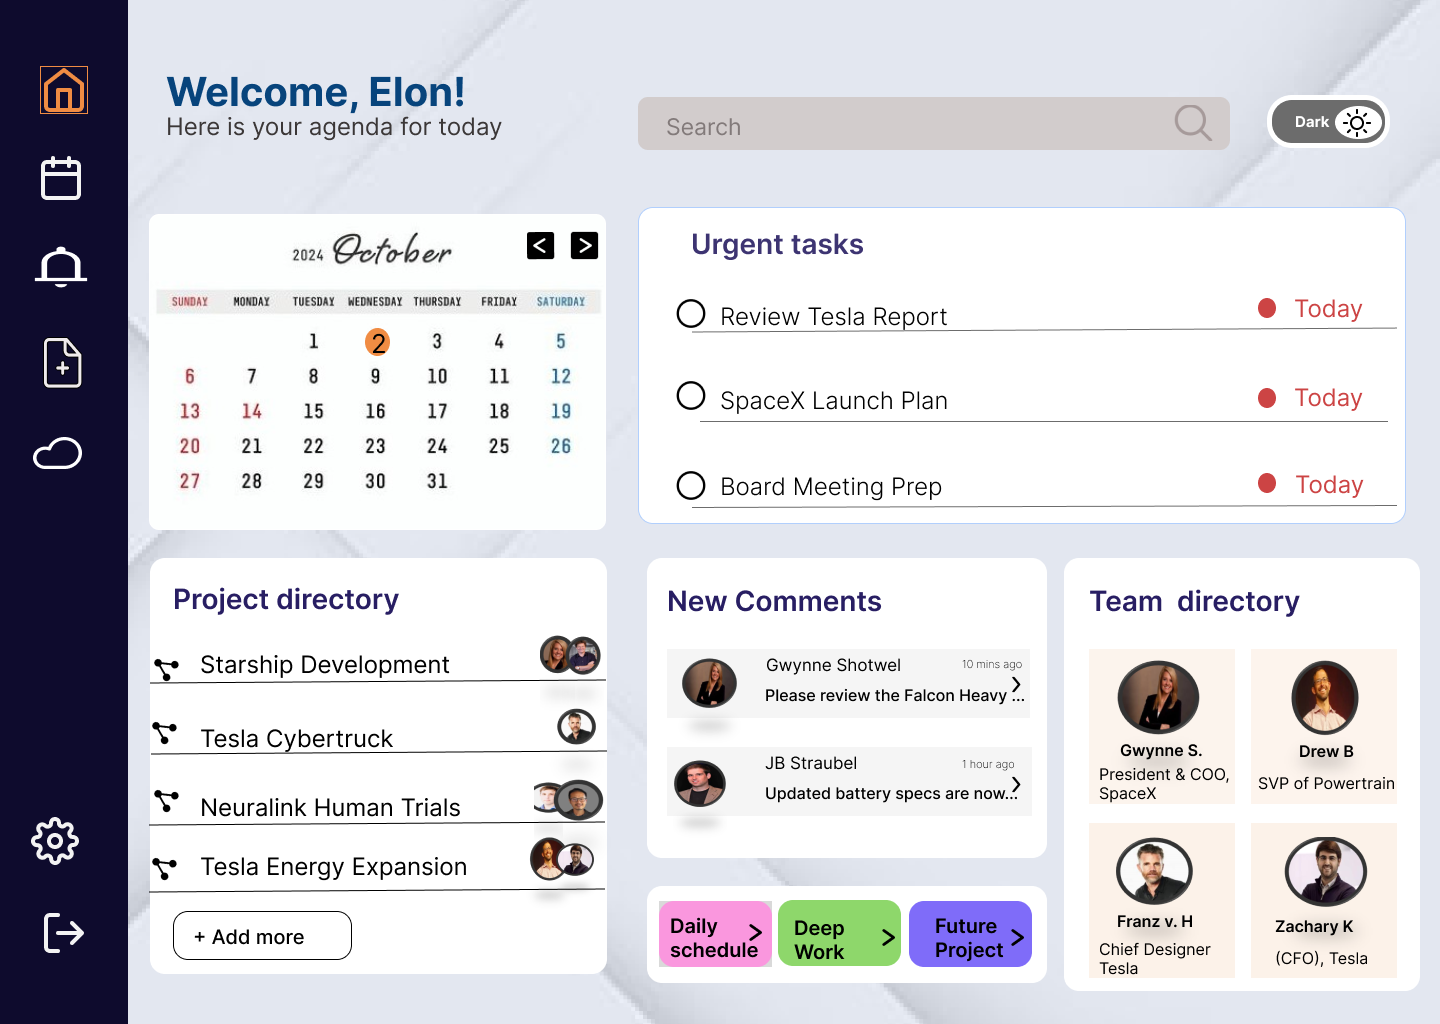 Welcome, Elon!
Here is your agenda for today
Search
Dark
2024 October
< >
SUNDAY MONDAY TUESDAY WEDNESDAY THURSDAY FRIDAY SATURDAY
1 2 3 4 5
6 7 8 9 10 11 12
13 14 15 16 17 18 19
20 21 22 23 24 25 26
27 28 29 30 31
Urgent tasks
Review Tesla Report Today
SpaceX Launch Plan Today
Board Meeting Prep Today
Project directory
Starship Development
Tesla Cybertruck
Neuralink Human Trials
Tesla Energy Expansion
+ Add more
New Comments
Gwynne Shotwel 10 mins ago
Please review the Falcon Heavy ...
JB Straubel 1 hour ago
Updated battery specs are now...
Daily
schedule
Deep
Work
Future
Project
Team directory
Gwynne S.
President & COO,
SpaceX
Drew B
SVP of Powertrain
Franz v. H
Chief Designer
Tesla
Zachary K
(CFO), Tesla